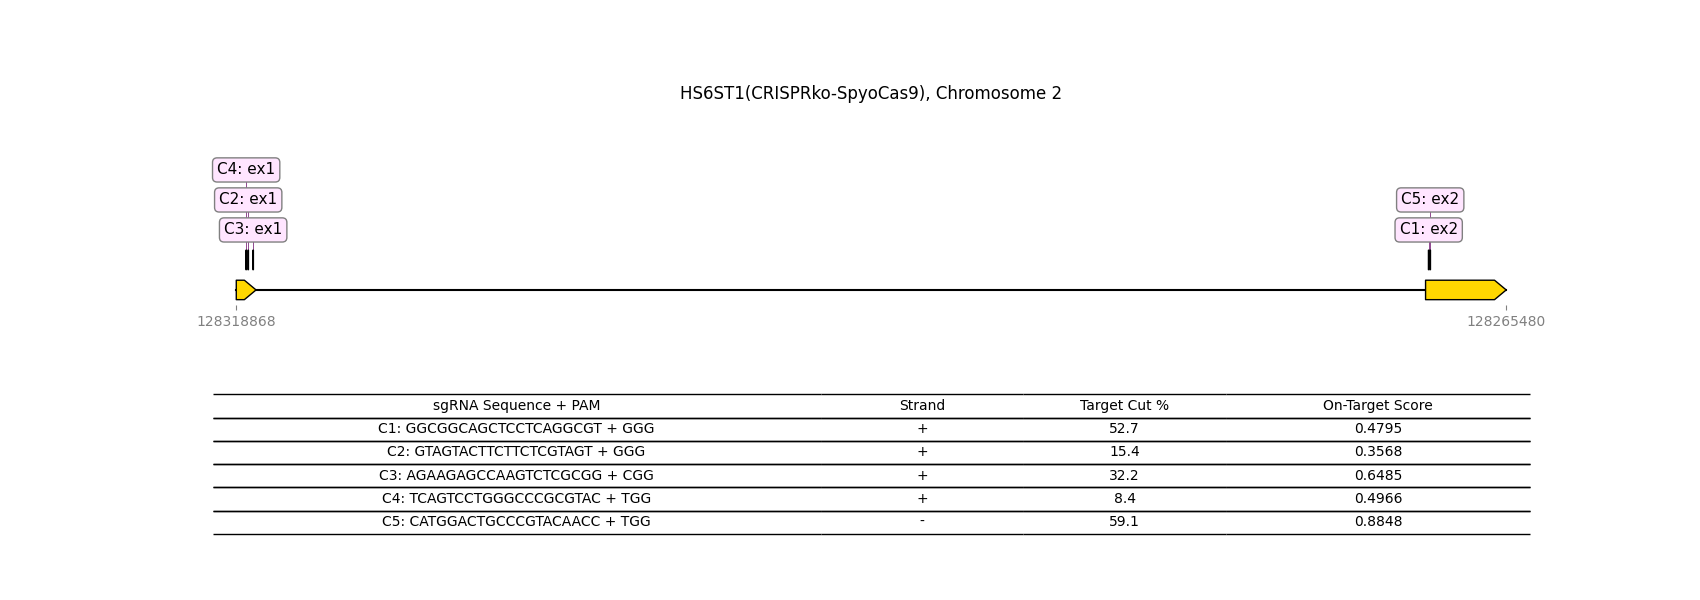 HS6ST1(CRISPRko-SpyoCas9), Chromosome 2
C4: ex1
C2: ex1
C5: ex2
C3: ex1
C1: ex2
128318868
128265480
sgRNA Sequence + PAM Strand Target Cut % On-Target Score
C1: GGCGGCAGCTCCTCAGGCGT + GGG + 52.7 0.4795
C2: GTAGTACTTCTTCTCGTAGT + GGG + 15.4 0.3568
C3: AGAAGAGCCAAGTCTCGCGG + CGG + 32.2 0.6485
C4: TCAGTCCTGGGCCCGCGTAC + TGG + 8.4 0.4966
C5: CATGGACTGCCCGTACAACC + TGG - 59.1 0.8848